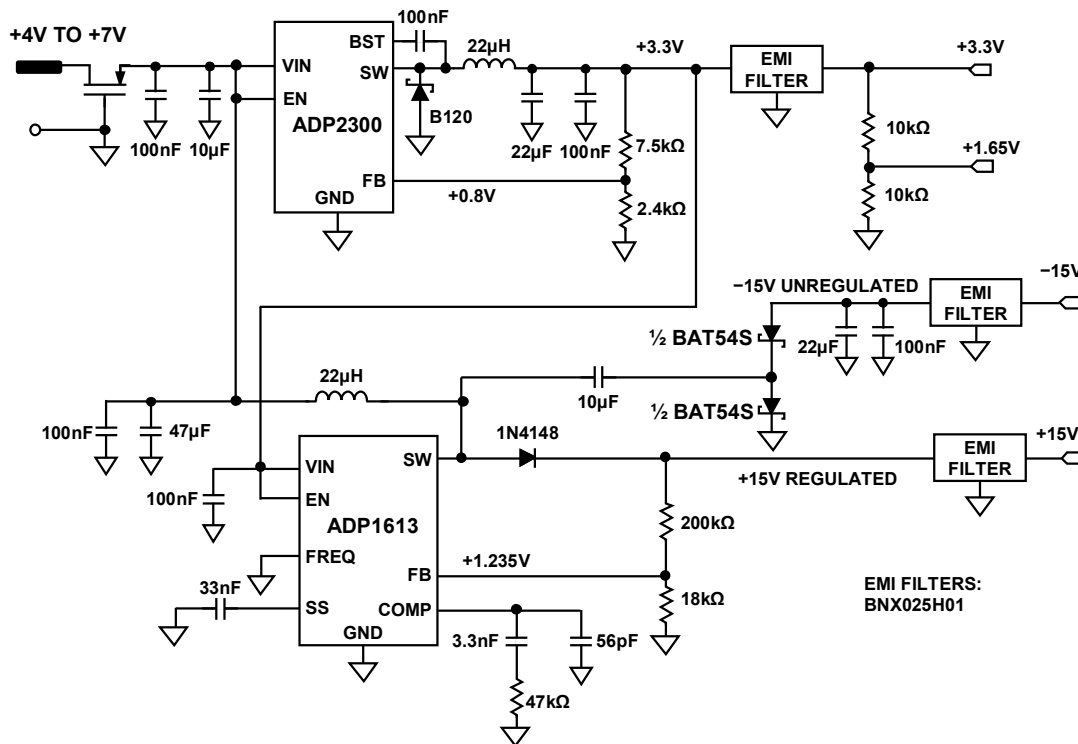 +4V TO +7V
100nF
10µF
VIN
EN
ADP2300
GND
BST
SW
FB
100nF
22µH
B120
+3.3V
22µF
100nF
7.5kΩ
2.4kΩ
+0.8V
EMI
FILTER
+3.3V
10kΩ
+1.65V
10kΩ
−15V UNREGULATED
EMI
FILTER
−15V
½ BAT54S
22µF
100nF
½ BAT54S
10µF
22µH
100nF
47µF
1N4148
+15V REGULATED
EMI
FILTER
+15V
VIN
EN
100nF
ADP1613
FREQ
33nF
SS
GND
SW
FB
COMP
+1.235V
200kΩ
18kΩ
3.3nF
56pF
47kΩ
EMI FILTERS:
BNX025H01